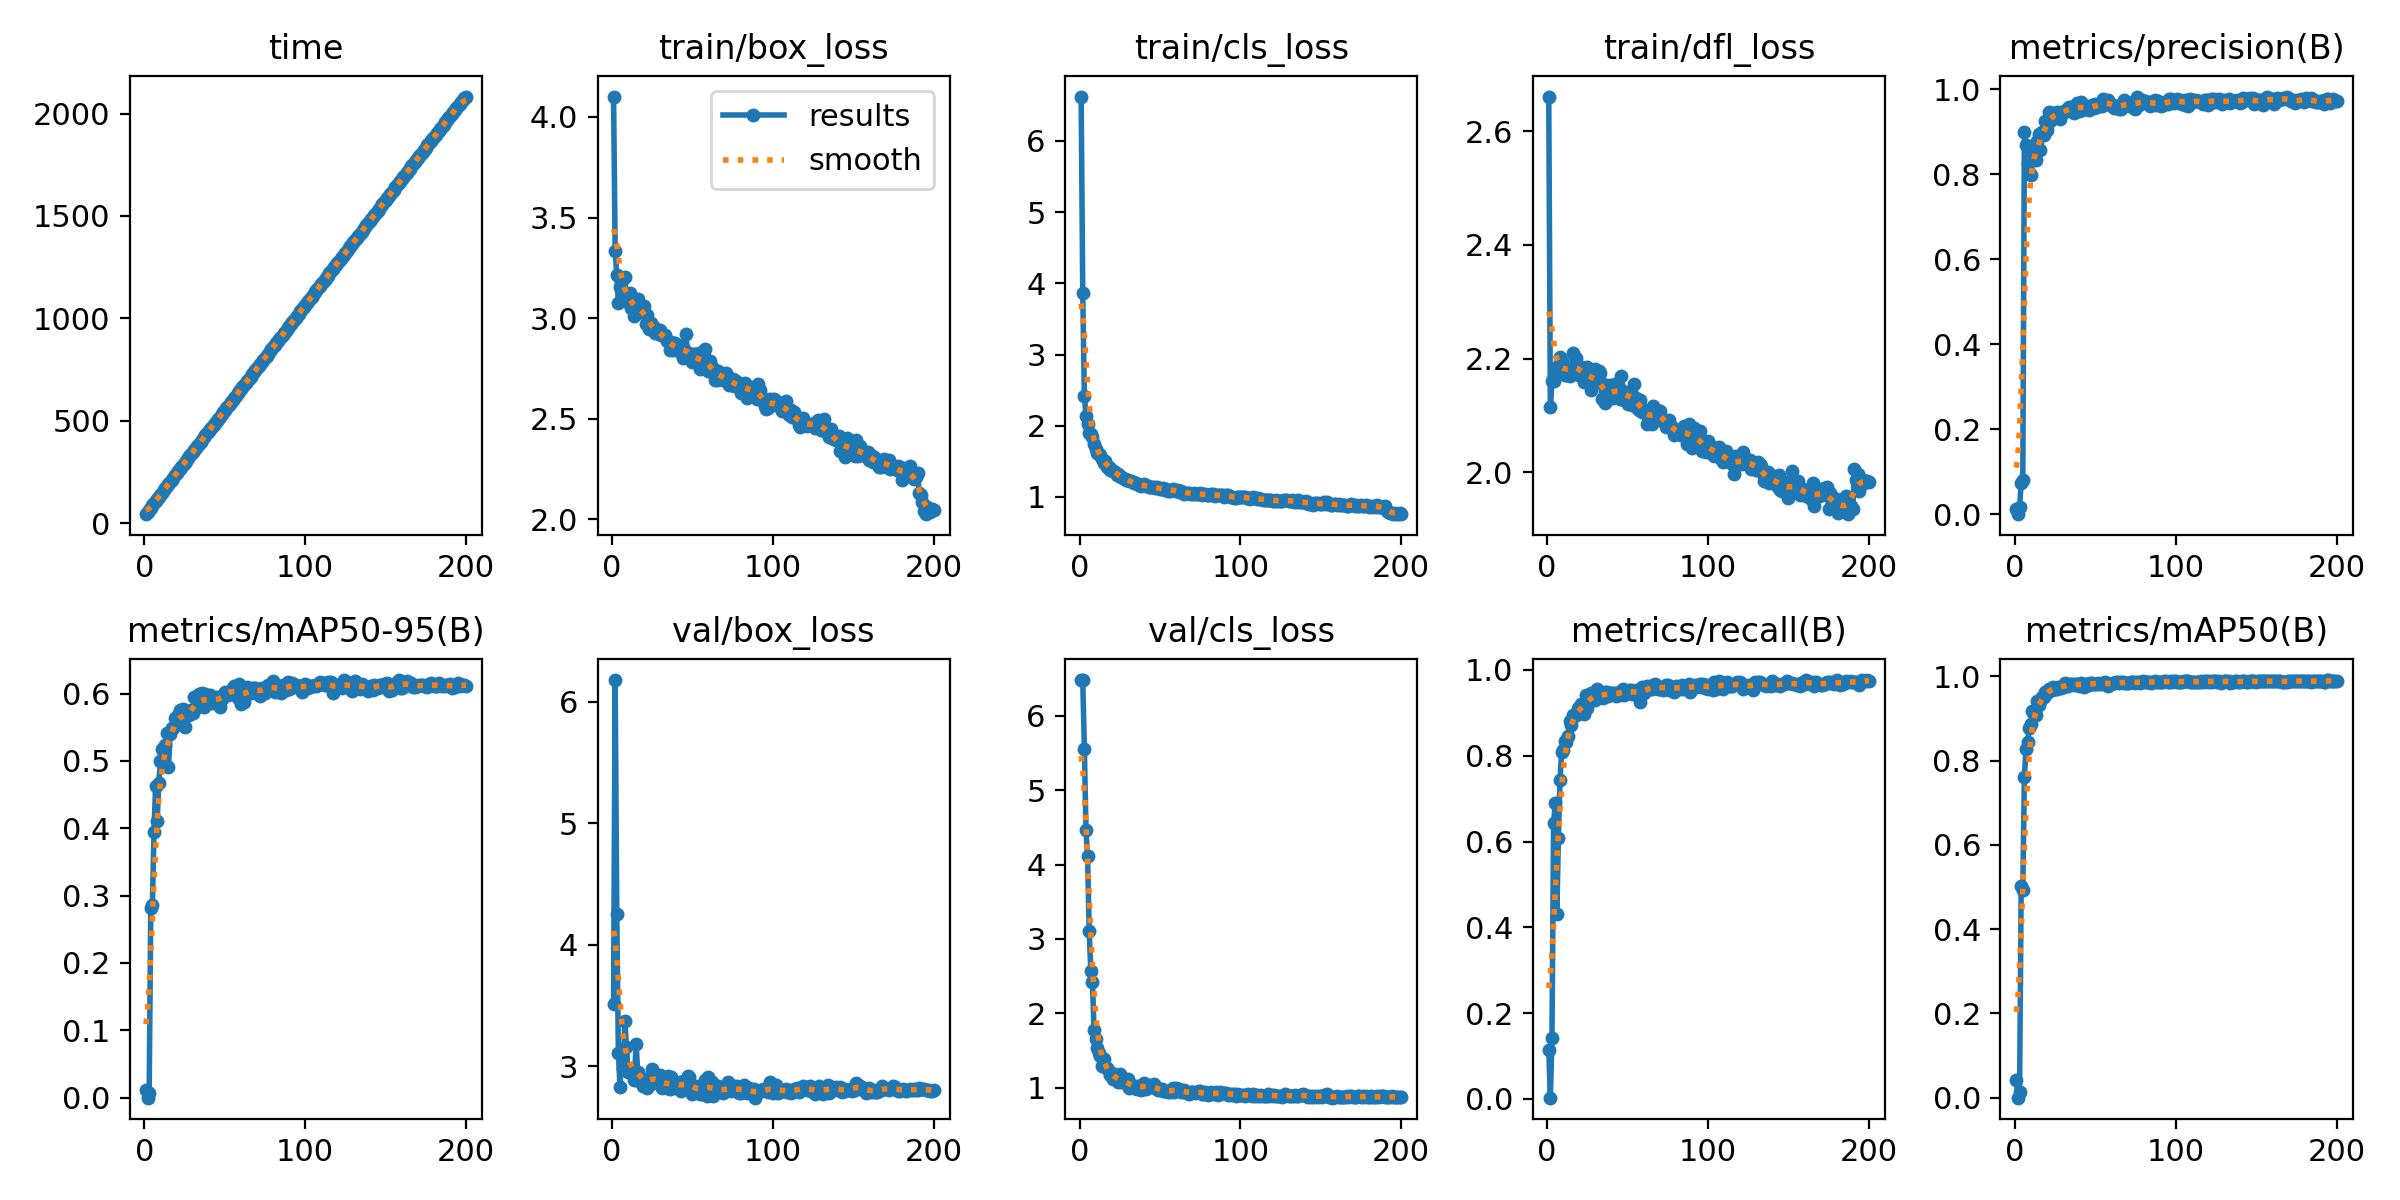 time
2000
1500
1000
500
0
0 100 200
train/box_loss
results
smooth
4.0
3.5
3.0
2.5
2.0
0 100 200
train/cls_loss
6
5
4
3
2
1
0 100 200
train/dfl_loss
2.6
2.4
2.2
2.0
0 100 200
metrics/precision(B)
1.0
0.8
0.6
0.4
0.2
0.0
0 100 200
metrics/mAP50-95(B)
0.6
0.5
0.4
0.3
0.2
0.1
0.0
0 100 200
val/box_loss
6
5
4
3
0 100 200
val/cls_loss
6
5
4
3
2
1
0 100 200
metrics/recall(B)
1.0
0.8
0.6
0.4
0.2
0.0
0 100 200
metrics/mAP50(B)
1.0
0.8
0.6
0.4
0.2
0.0
0 100 200